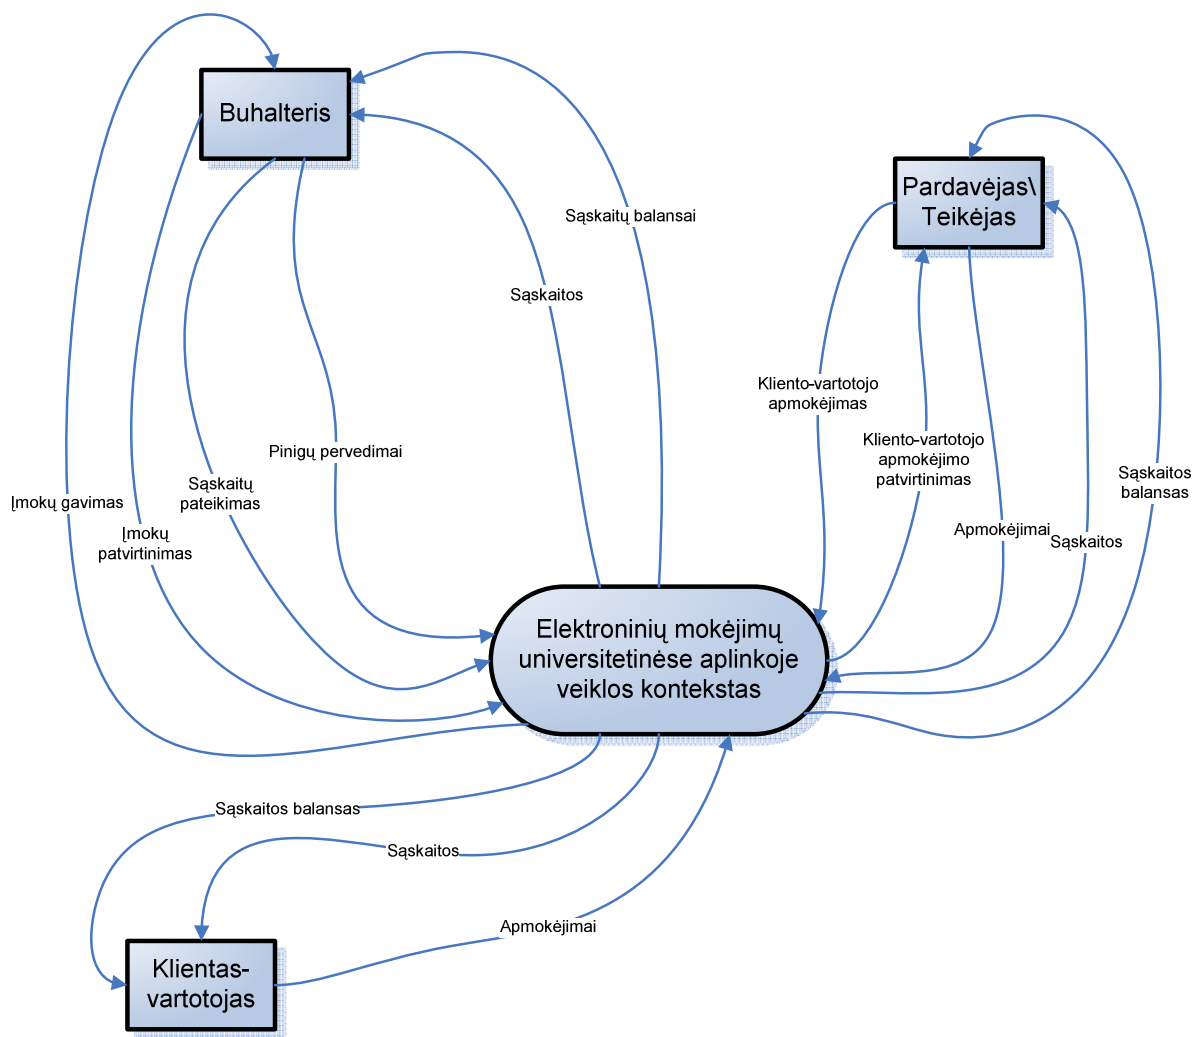 Buhalteris
Pardavėjas\
Teikėjas
Sąskaitų balansai
Sąskaitos
Kliento-vartotojo
apmokėjimas
Kliento-vartotojo
apmokėjimo
patvirtinimas
Pinigų pervedimai
Sąskaitos
balansas
Sąskaitų
pateikimas
Įmokų gavimas
Įmokų
patvirtinimas
Apmokėjimai
Sąskaitos
Elektroninių mokėjimų
universitetinėse aplinkoje
veiklos kontekstas
Sąskaitos balansas
Sąskaitos
Apmokėjimai
Klientas-
vartotojas